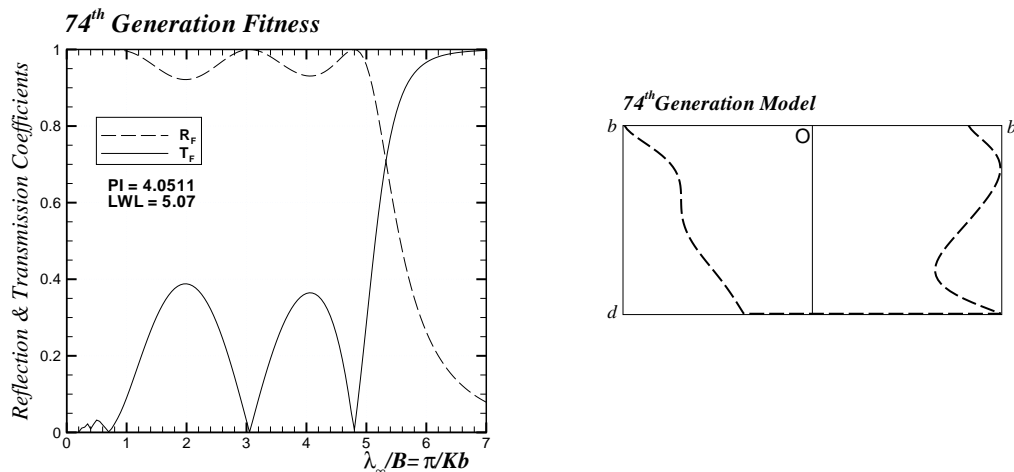 74th Generation Fitness
Reflection & Transmission Coefficients
1
0.8
0.6
0.4
0.2
0
R_F
T_F
PI = 4.0511
LWL = 5.07
0 1 2 3 4 5 6 7
λ∞/B= π/Kb
74th Generation Model
b O b
d